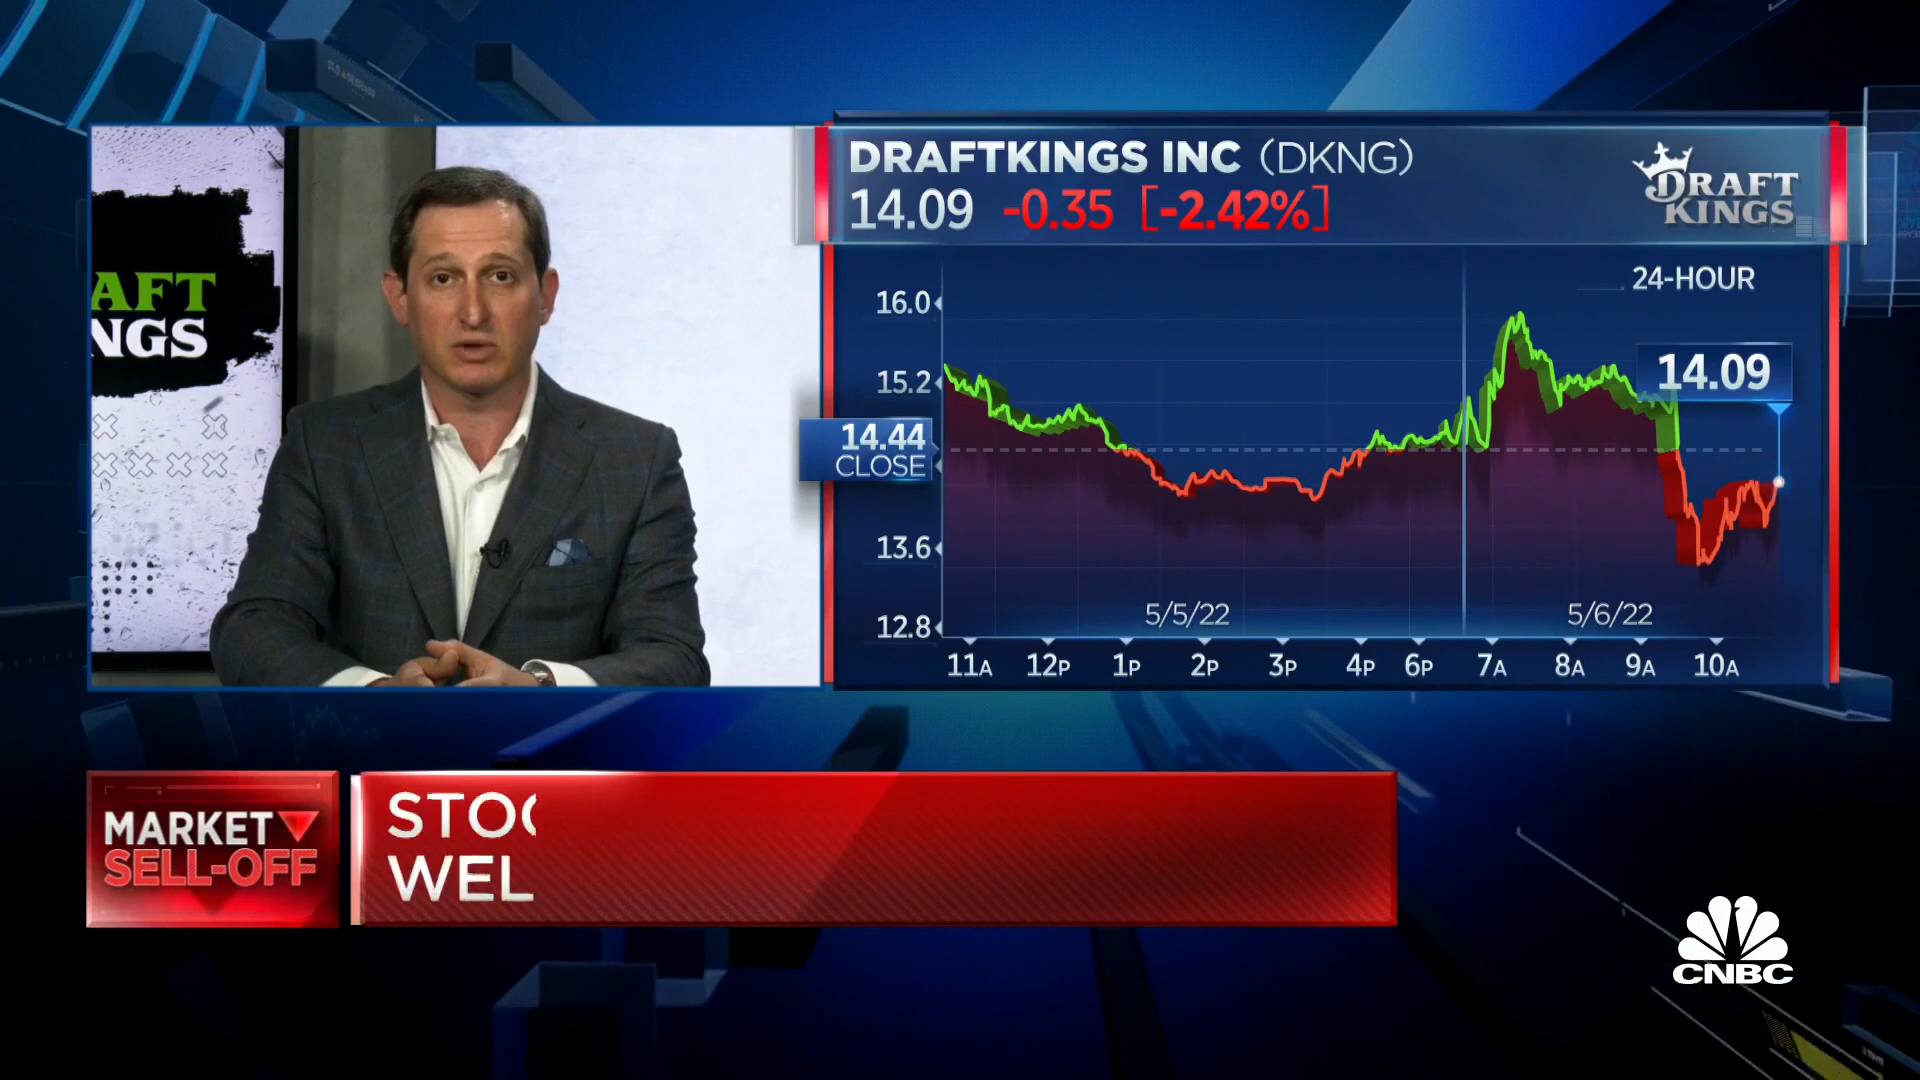 AFT
NGS
DRAFTKINGS INC (DKNG)
14.09 -0.35 [-2.42%]
DRAFT
KINGS
24-HOUR
16.0
15.2
14.44
CLOSE
13.6
12.8
14.09
5/5/22
5/6/22
11A 12P 1P 2P 3P 4P 6P 7A 8A 9A 10A
MARKET
SELL-OFF
STO
WEL
CNBC